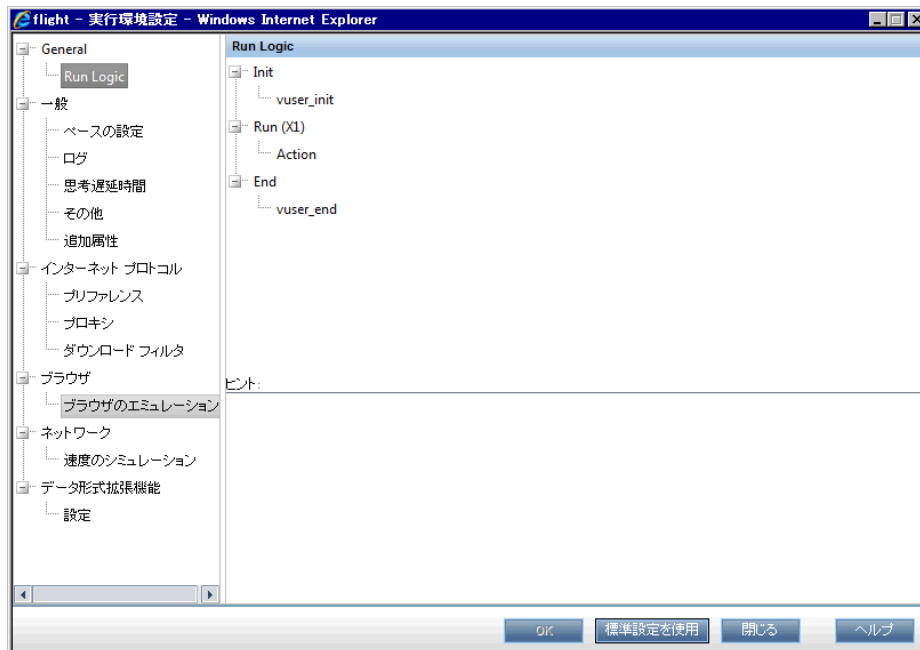 flight - 実行環境設定 - Windows Internet Explorer
General
Run Logic
一般
ペースの設定
ログ
思考遅延時間
その他
追加属性
インターネット プロトコル
プリファレンス
プロキシ
ダウンロード フィルタ
ブラウザ
ブラウザのエミュレーション
ネットワーク
速度のシミュレーション
データ形式拡張機能
設定
Run Logic
Init
vuser_init
Run (X1)
Action
End
vuser_end
ヒント:
OK
標準設定を使用
閉じる
ヘルプ